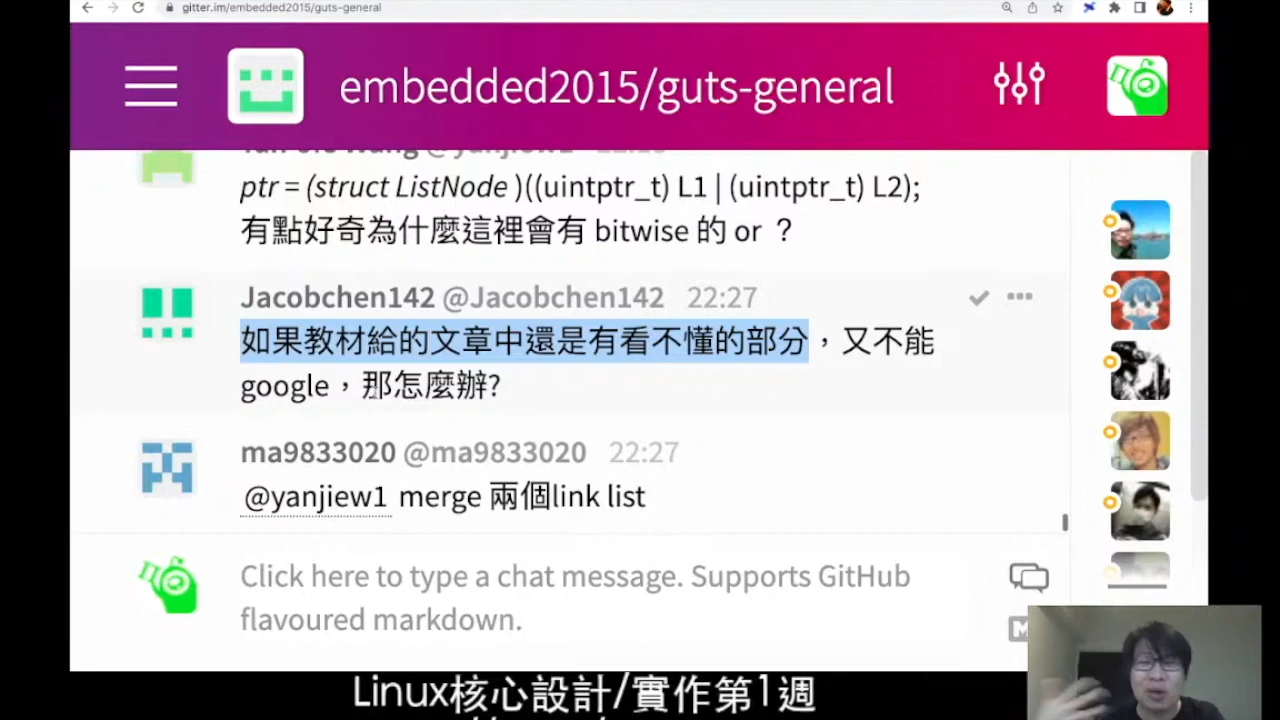 gitter.im/embedded2015/guts-general
embedded2015/guts-general
ptr = (struct ListNode )((uintptr_t) L1 | (uintptr_t) L2);
有點好奇為什麼這裡會有 bitwise 的 or ？
Jacobchen142 @Jacobchen142 22:27
如果教材給的文章中還是有看不懂的部分，又不能
google，那怎麼辦?
ma9833020 @ma9833020 22:27
@yanjiew1 merge 兩個link list
Click here to type a chat message. Supports GitHub
flavoured markdown.
M
Linux核心設計/實作第1週